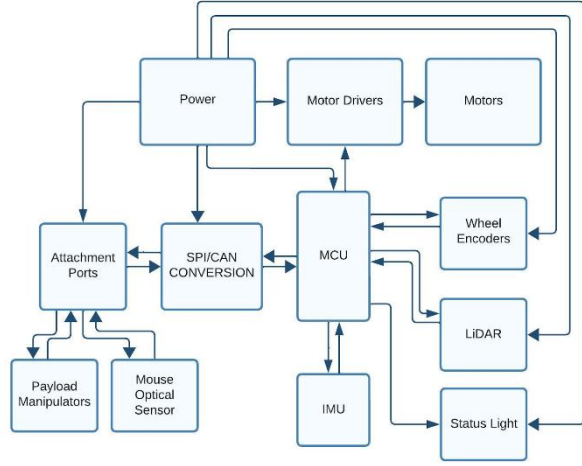 Power
Motor Drivers
Motors
Attachment
Ports
SPI/CAN
CONVERSION
MCU
Wheel
Encoders
LiDAR
Payload
Manipulators
Mouse
Optical
Sensor
IMU
Status Light